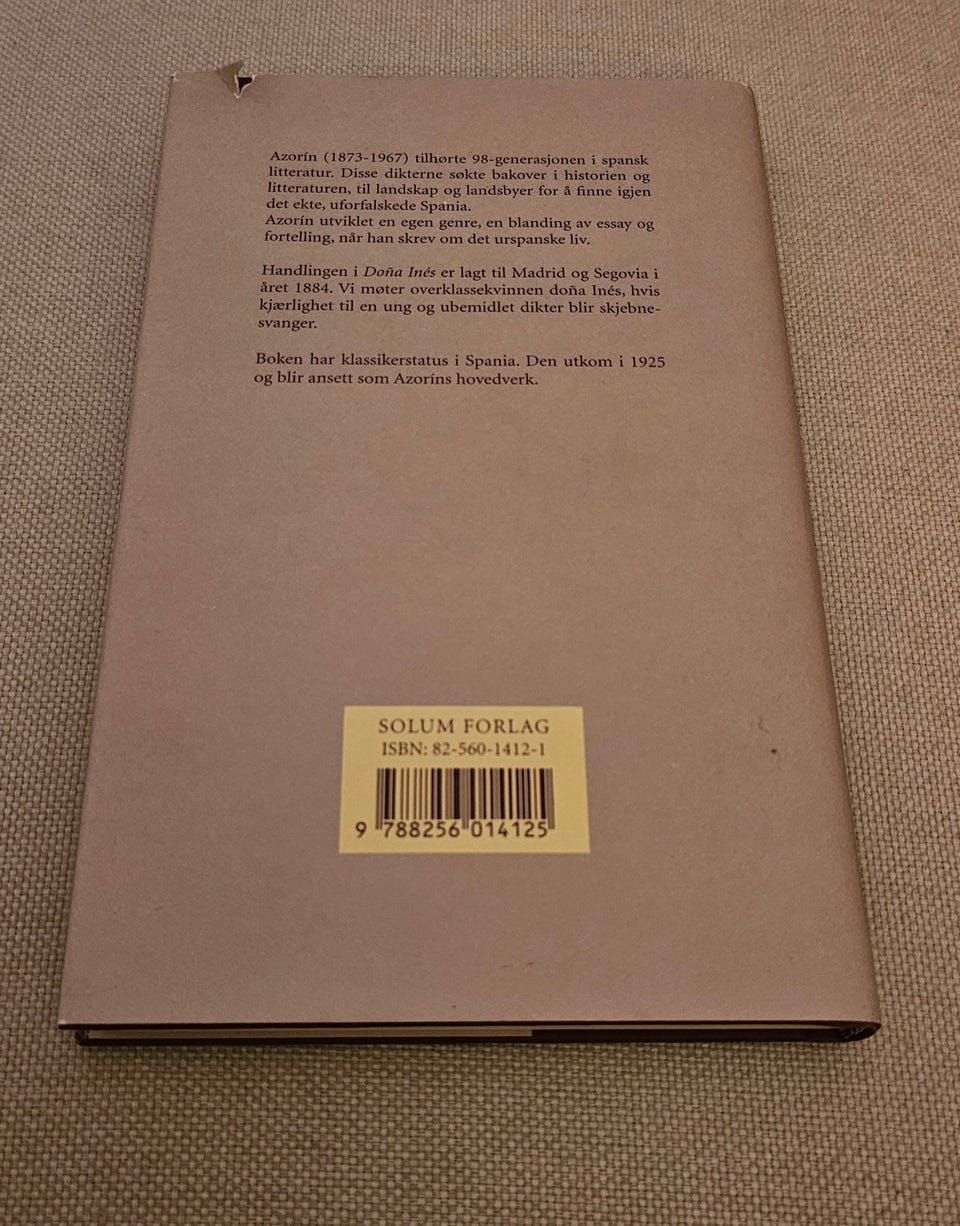 Azorín (1873-1967) tilhørte 98-generasjonen i spansk
litteratur. Disse dikterne søkte bakover i historien og
litteraturen, til landskap og landsbyer for å finne igjen
det ekte, uforfalskede Spania.
Azorín utviklet en egen genre, en blanding av essay og
fortelling, når han skrev om det urspanske liv.
Handlingen i Doña Inés er lagt til Madrid og Segovia i
året 1884. Vi møter overklassekvinnen doña Inés, hvis
kjærlighet til en ung og ubemidlet dikter blir skjebne-
svanger.
Boken har klassikerstatus i Spania. Den utkom i 1925
og blir ansett som Azoríns hovedverk.
SOLUM FORLAG
ISBN: 82-560-1412-1
9 788256 014125